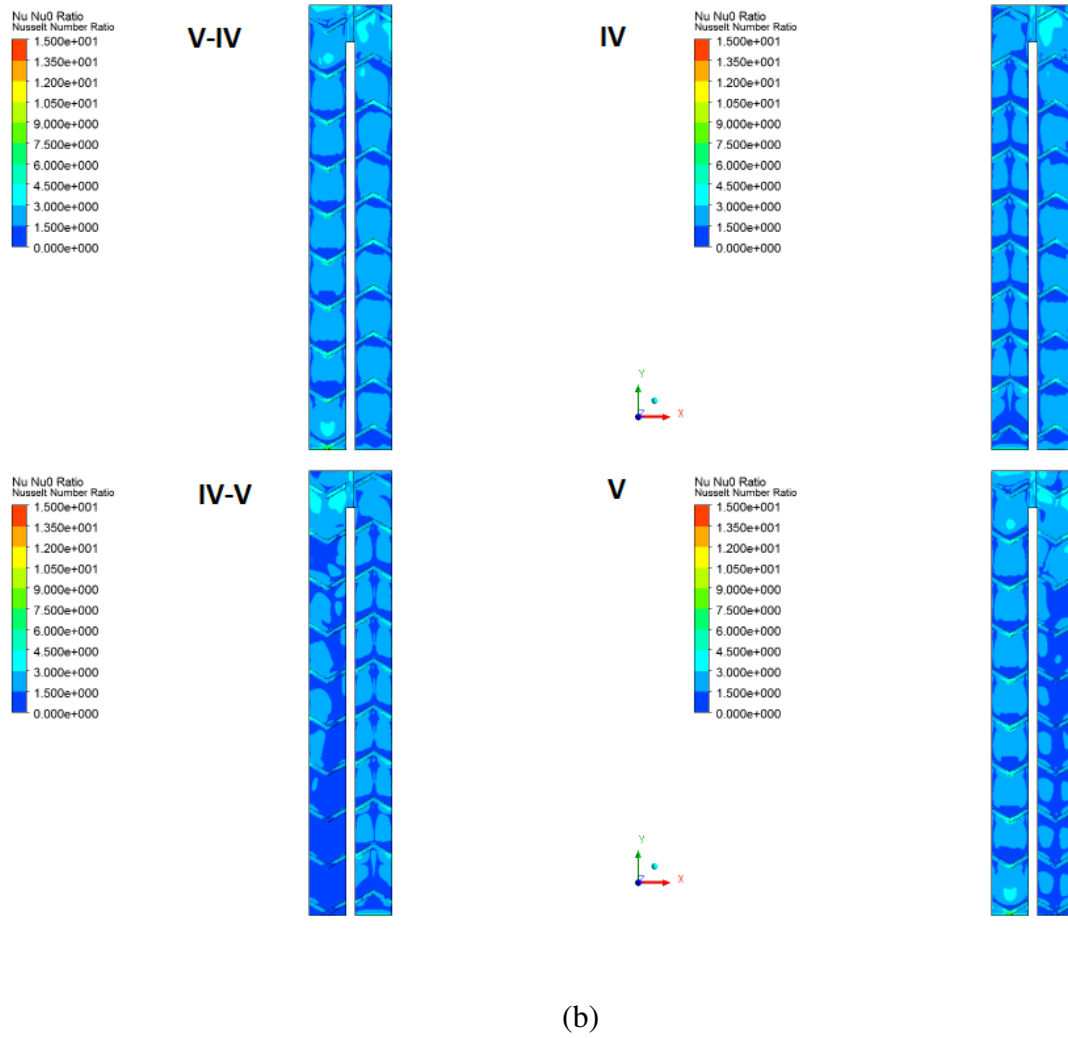 Nu Nu0 Ratio
Nusselt Number Ratio
1.500e+001
1.350e+001
1.200e+001
1.050e+001
9.000e+000
7.500e+000
6.000e+000
4.500e+000
3.000e+000
1.500e+000
0.000e+000
V-IV
Nu Nu0 Ratio
Nusselt Number Ratio
1.500e+001
1.350e+001
1.200e+001
1.050e+001
9.000e+000
7.500e+000
6.000e+000
4.500e+000
3.000e+000
1.500e+000
0.000e+000
IV
Y
Z
X
Nu Nu0 Ratio
Nusselt Number Ratio
1.500e+001
1.350e+001
1.200e+001
1.050e+001
9.000e+000
7.500e+000
6.000e+000
4.500e+000
3.000e+000
1.500e+000
0.000e+000
IV-V
Nu Nu0 Ratio
Nusselt Number Ratio
1.500e+001
1.350e+001
1.200e+001
1.050e+001
9.000e+000
7.500e+000
6.000e+000
4.500e+000
3.000e+000
1.500e+000
0.000e+000
V
Y
Z
X
(b)